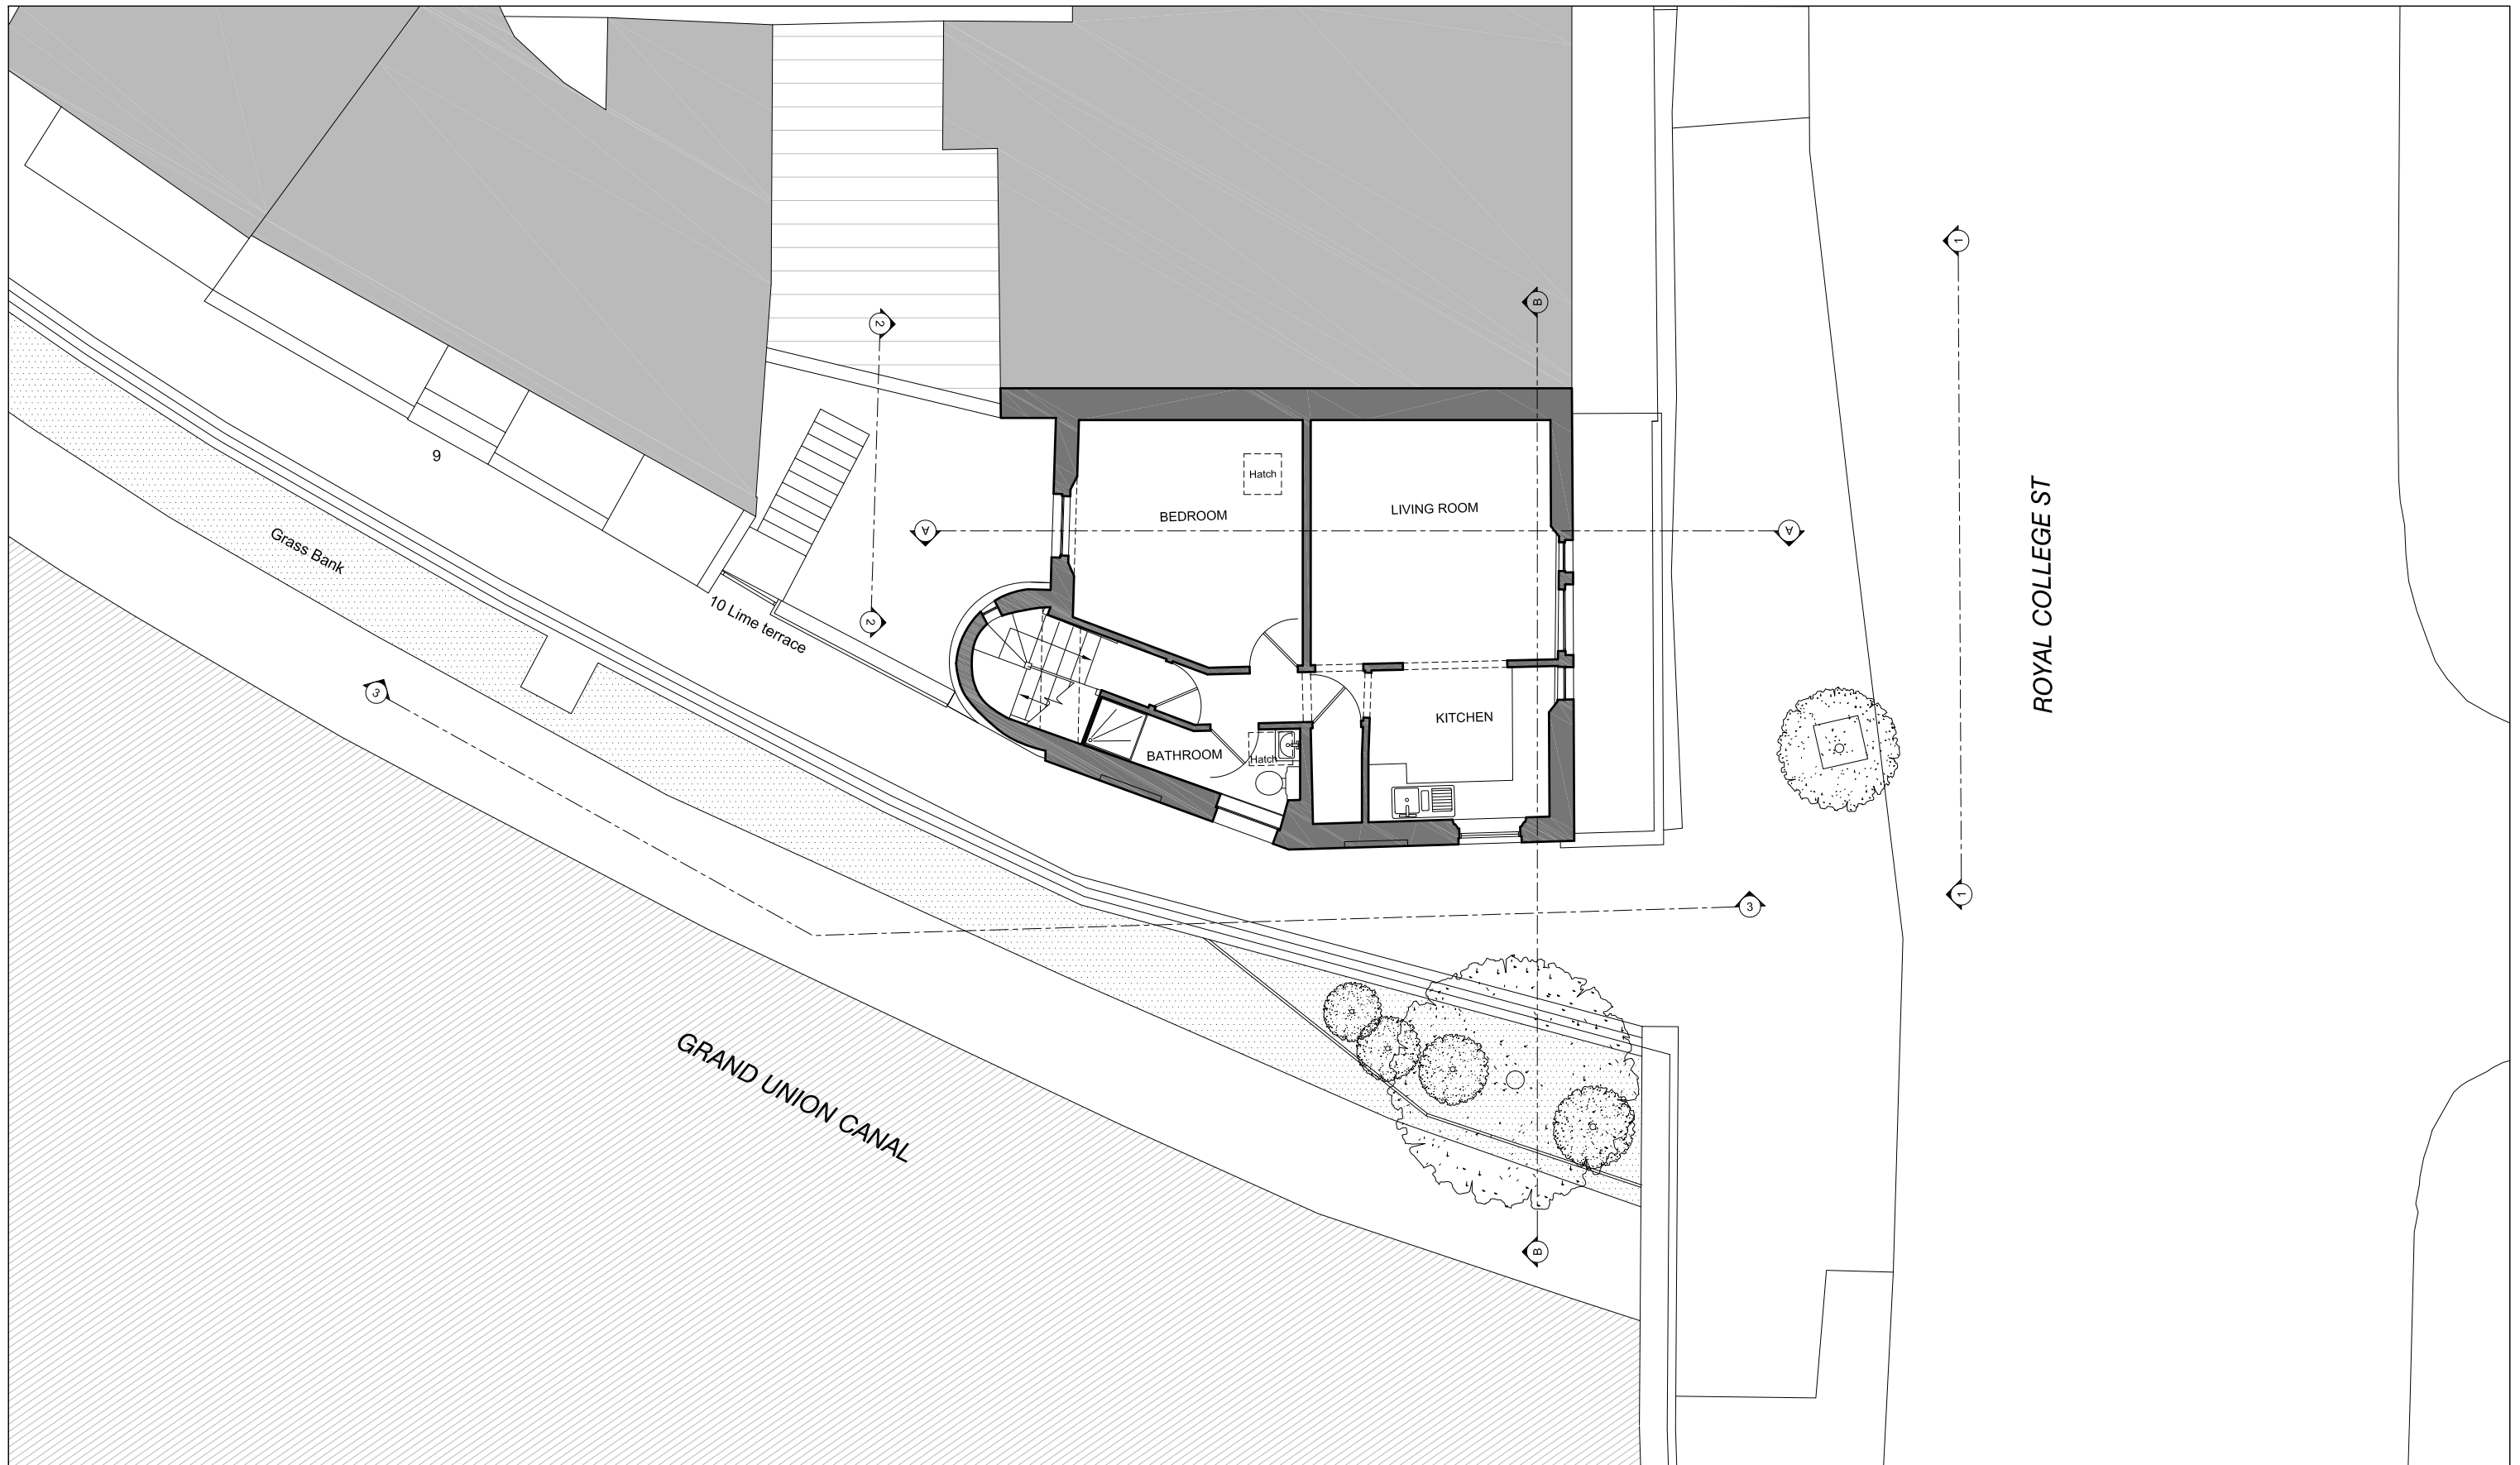 1
B
2
9
Hatch
BEDROOM
LIVING ROOM
A
A
Grass Bank
10 Lime terrace
2
ROYAL COLLEGE ST
3
KITCHEN
BATHROOM
Hatch
1
3
GRAND UNION CANAL
B